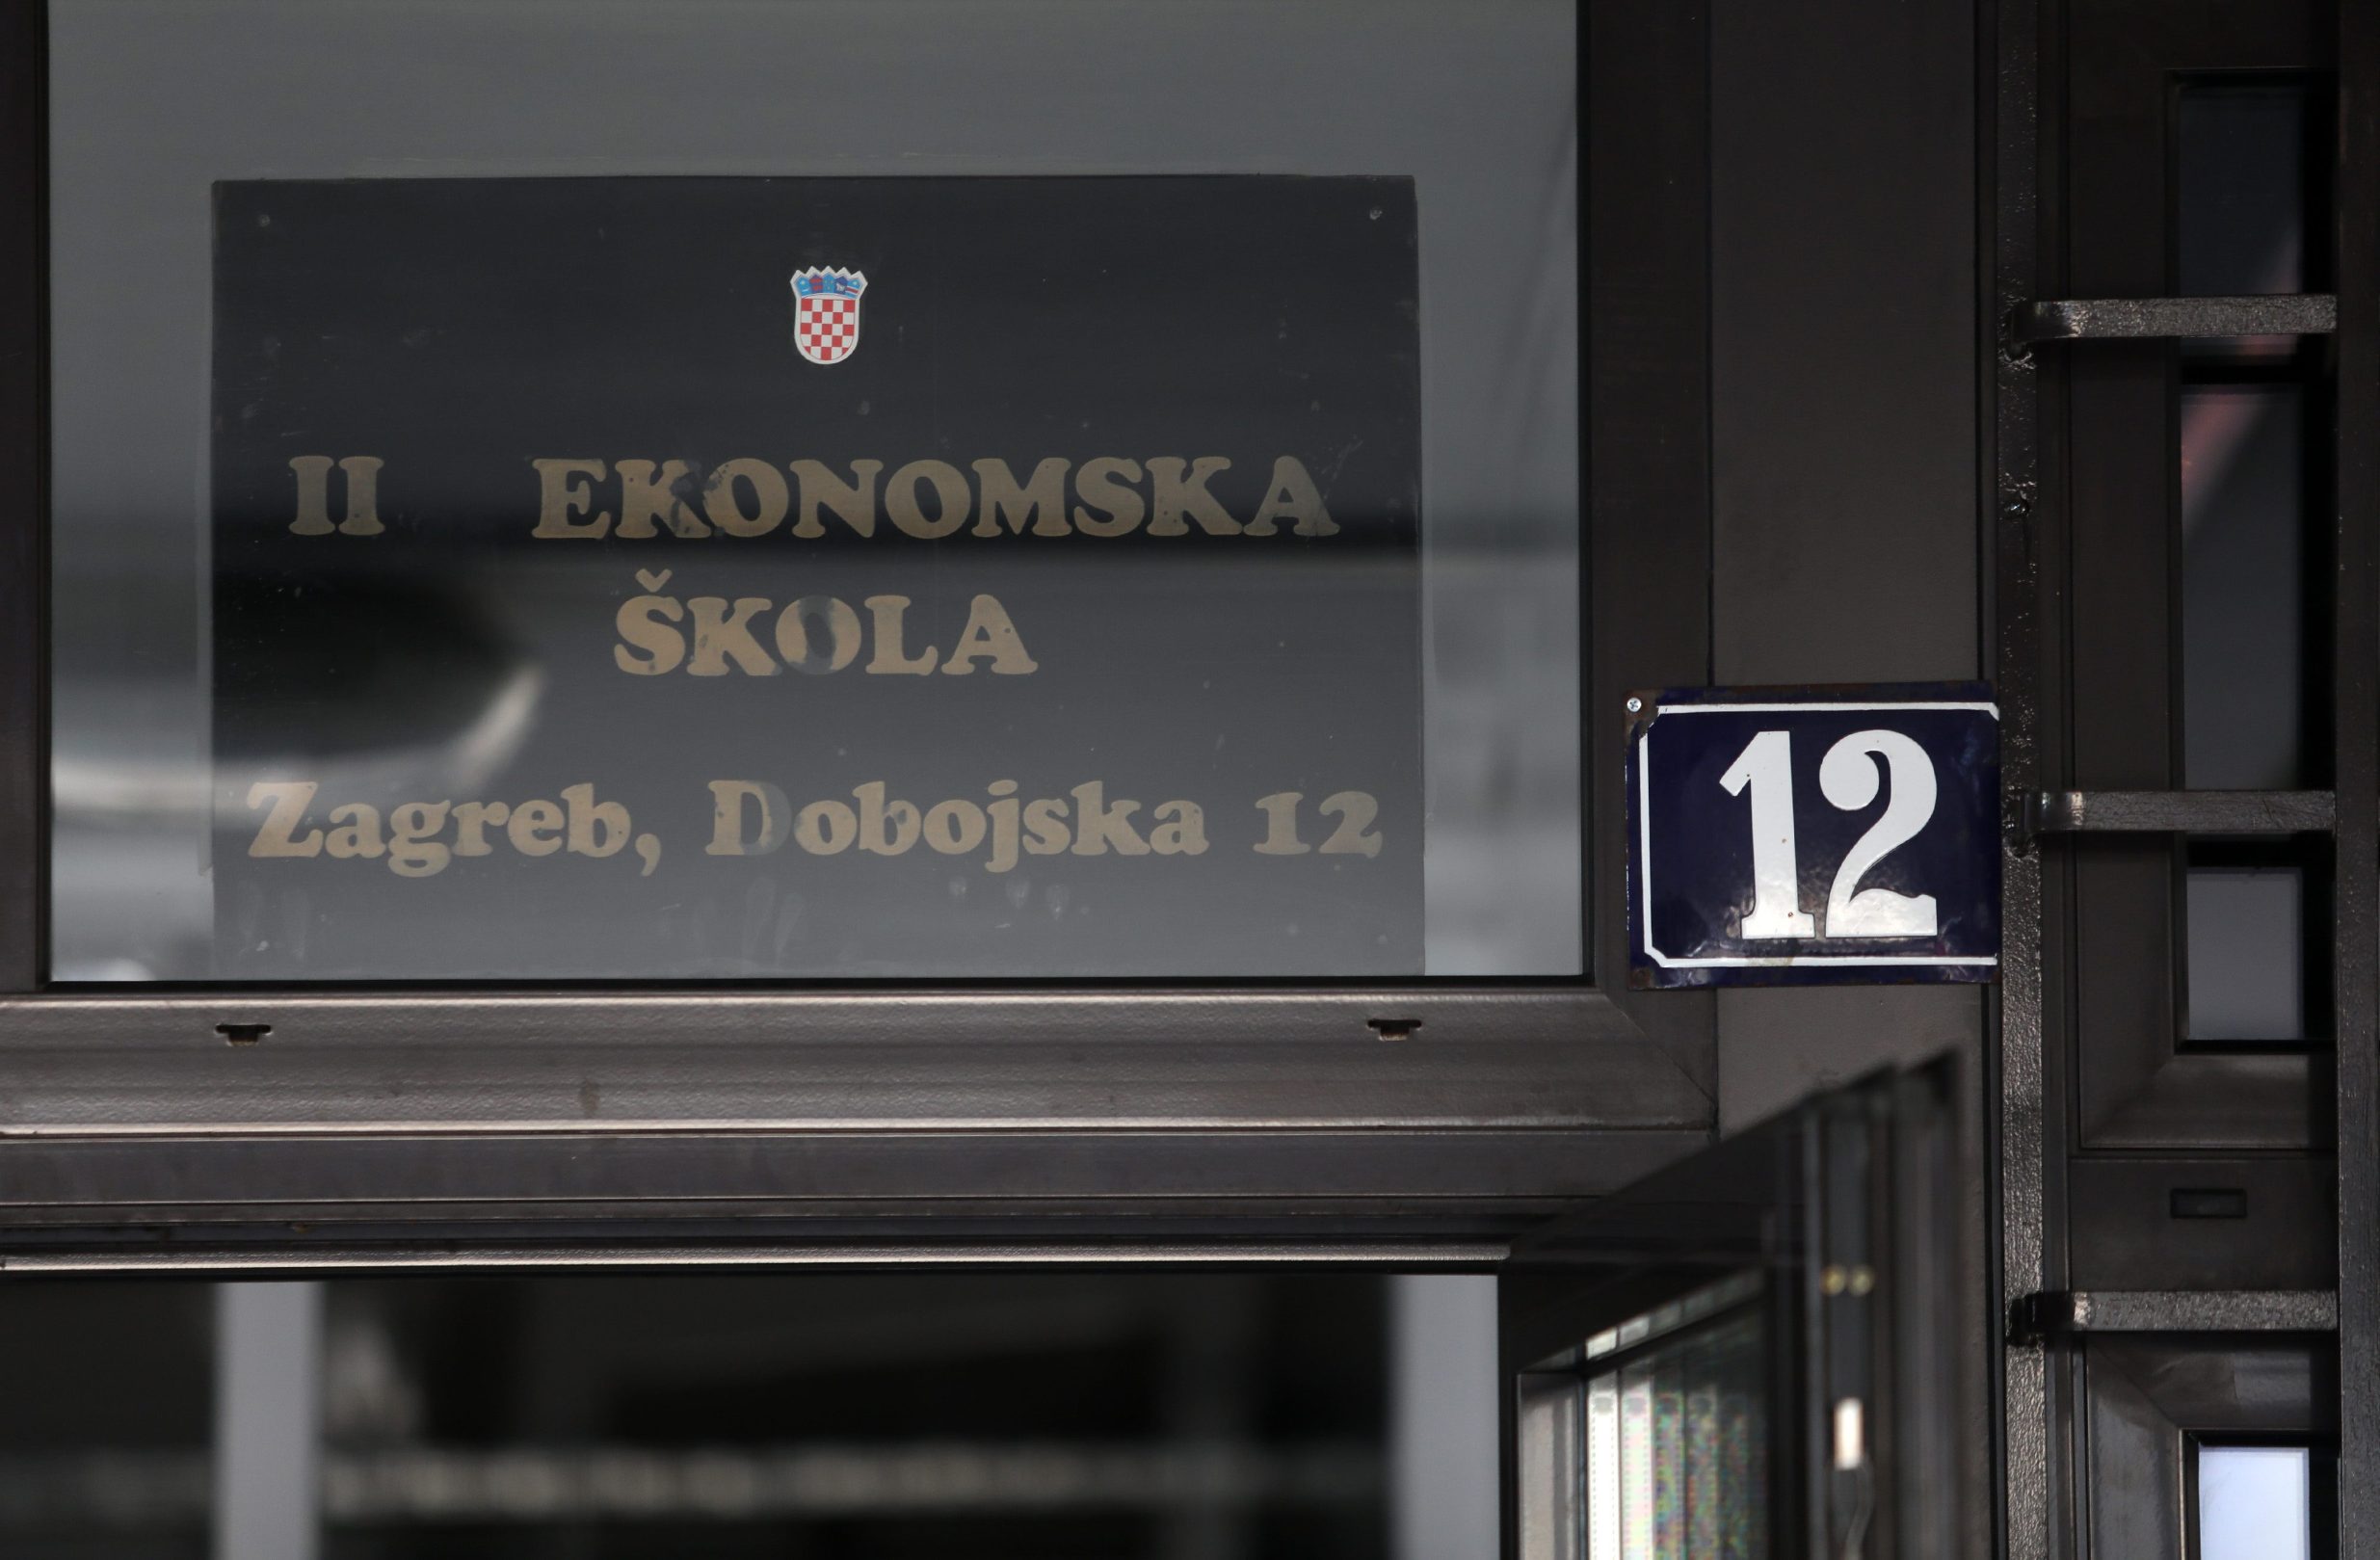 II EKONOMSKA
ŠKOLA
Zagreb, Dobojska 12
12